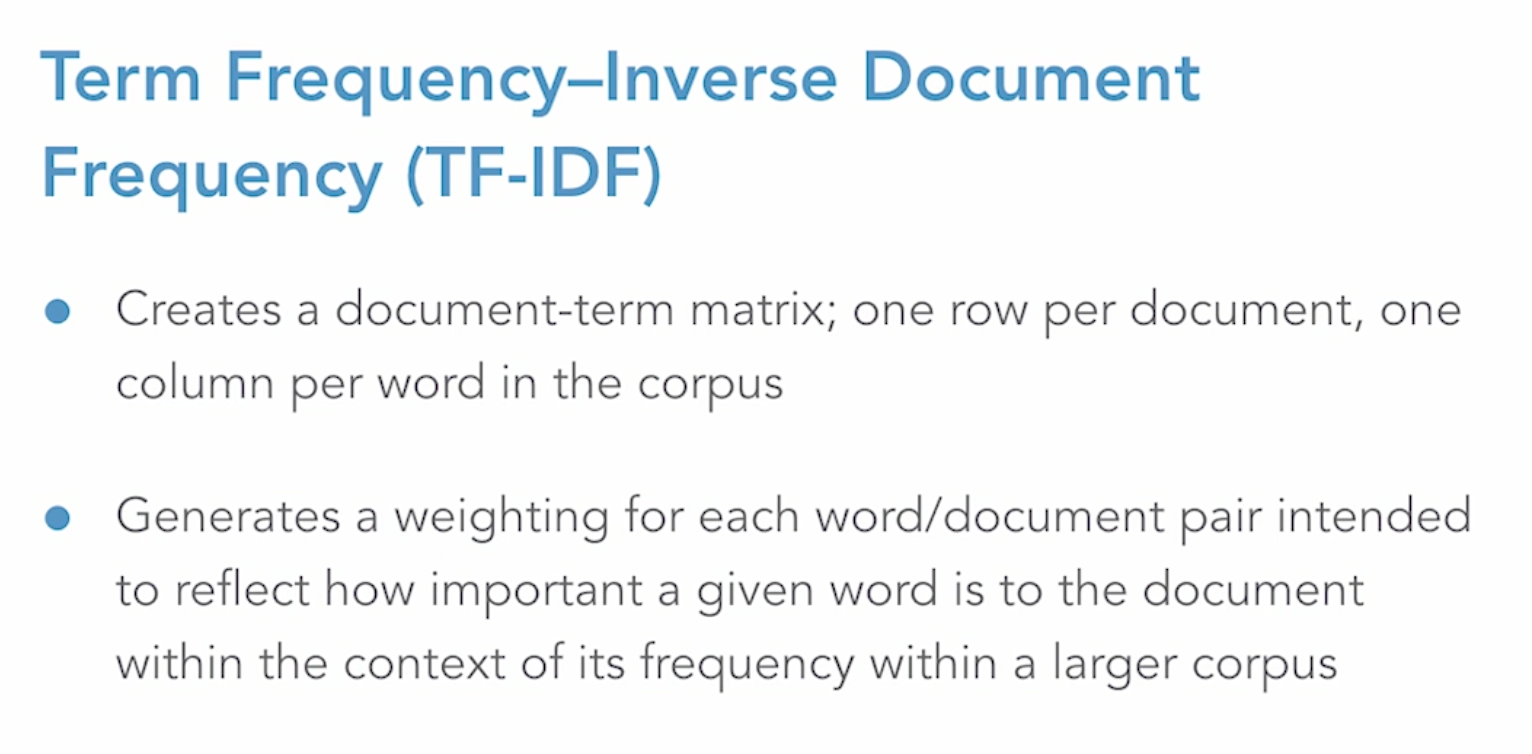 Term Frequency–Inverse Document
Frequency (TF-IDF)
● Creates a document-term matrix; one row per document, one
column per word in the corpus
● Generates a weighting for each word/document pair intended
to reflect how important a given word is to the document
within the context of its frequency within a larger corpus